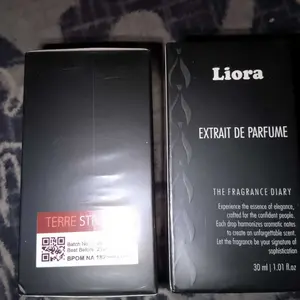 TERRE
Batch No
Best Before
BPOM NA
Liora
EXTRAIT DE PARFUME
THE FRAGRANCE DIARY
Experience the essence of elegance,
crafted for the confident people.
Each drop harmonizes aromatic notes
to create an unforgettable scent.
Let the fragrance be your signature of
sophistication
30 ml | 1.01 fl.oz